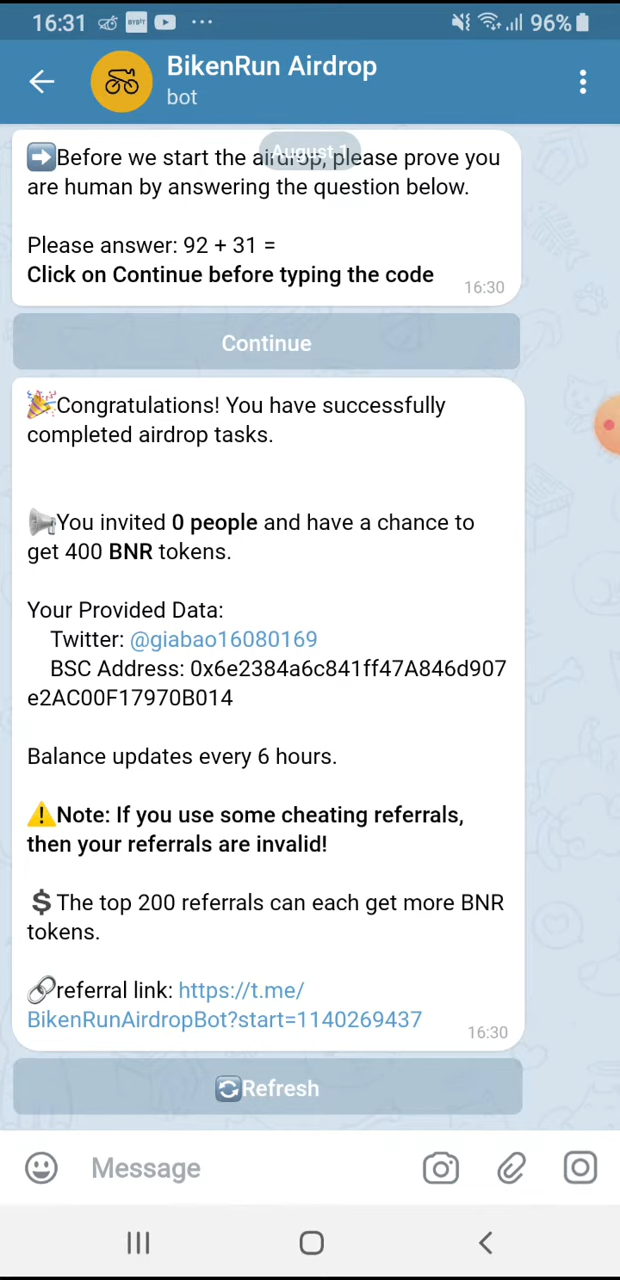 16:31
BYBIT
96%
BikenRun Airdrop
bot
August 1
➡️Before we start the airdrop, please prove you
are human by answering the question below.
Please answer: 92 + 31 =
Click on Continue before typing the code
16:30
Continue
🎉Congratulations! You have successfully
completed airdrop tasks.
📢You invited 0 people and have a chance to
get 400 BNR tokens.
Your Provided Data:
Twitter: @giabao16080169
BSC Address: 0x6e2384a6c841ff47A846d907
e2AC00F17970B014
Balance updates every 6 hours.
⚠️Note: If you use some cheating referrals,
then your referrals are invalid!
💲The top 200 referrals can each get more BNR
tokens.
🔗referral link: https://t.me/
BikenRunAirdropBot?start=1140269437
16:30
🔄Refresh
Message